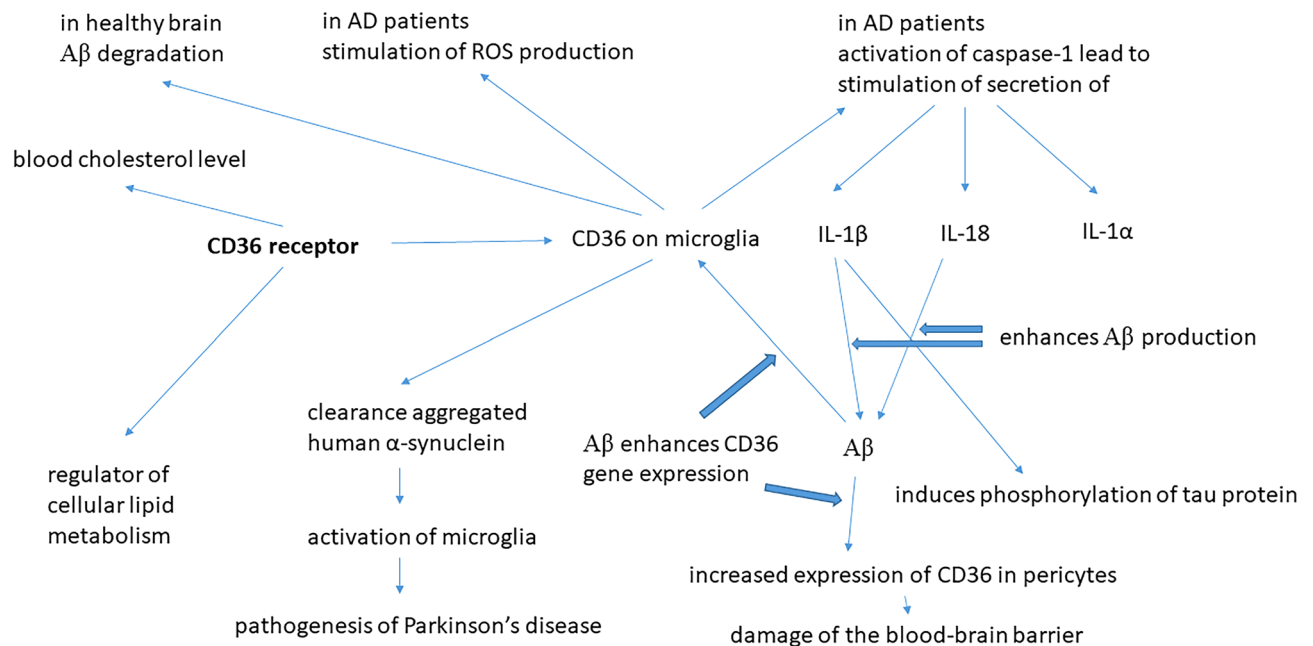 in healthy brain
Aβ degradation
in AD patients
stimulation of ROS production
in AD patients
activation of caspase-1 lead to
stimulation of secretion of
blood cholesterol level
CD36 receptor
CD36 on microglia
IL-1β
IL-18
IL-1α
enhances Aβ production
clearance aggregated
human α-synuclein
Aβ enhances CD36
gene expression
Aβ
regulator of
cellular lipid
metabolism
induces phosphorylation of tau protein
activation of microglia
increased expression of CD36 in pericytes
pathogenesis of Parkinson’s disease
damage of the blood-brain barrier